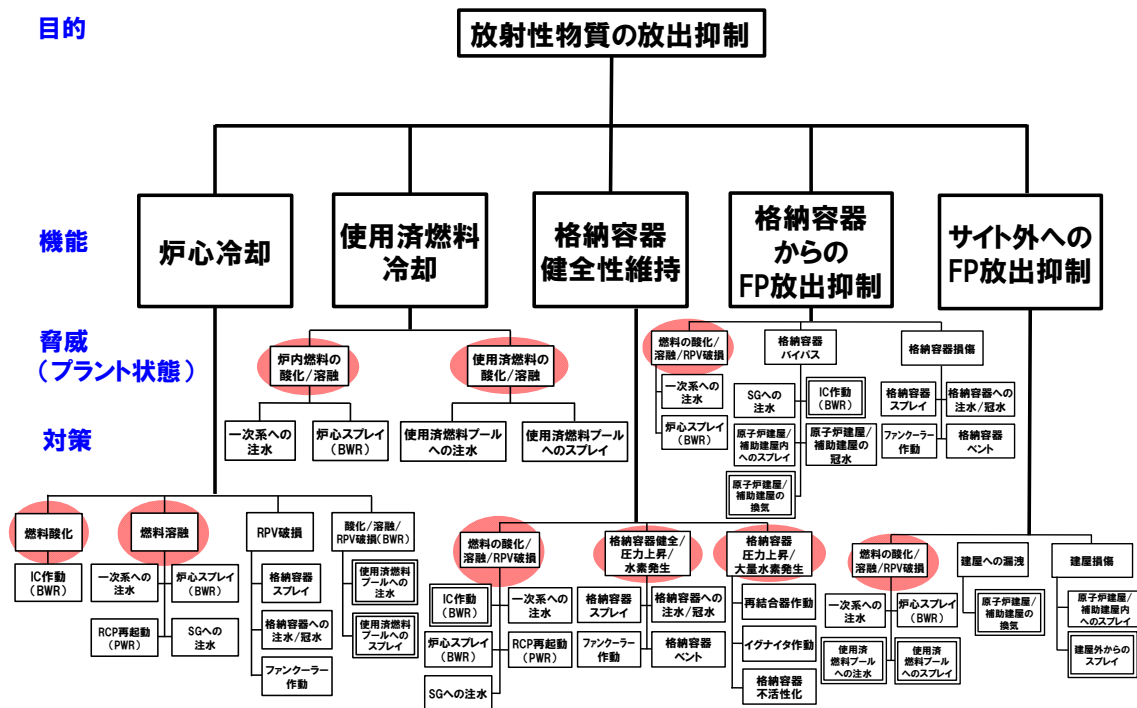 目的
放射性物質の放出抑制
機能
炉心冷却
使用済燃料
冷却
格納容器
健全性維持
格納容器
からの
FP放出抑制
サイト外への
FP放出抑制
脅威
（プラント状態）
対策
炉内燃料の
酸化/溶融
一次系への
注水
炉心スプレイ
(BWR)
使用済燃料の
酸化/溶融
使用済燃料プール
への注水
使用済燃料プール
へのスプレイ
燃料の酸化/
溶融/RPV破損
一次系への
注水
炉心スプレイ
(BWR)
格納容器
バイパス
SGへの
注水
IC作動
(BWR)
原子炉建屋/
補助建屋内
へのスプレイ
原子炉建屋/
補助建屋の
冠水
原子炉建屋/
補助建屋の
換気
格納容器損傷
格納容器
スプレイ
格納容器への
注水/冠水
ファンクーラー
作動
格納容器
ベント
燃料酸化
IC作動
(BWR)
燃料溶融
一次系への
注水
炉心スプレイ
(BWR)
RCP再起動
(PWR)
SGへの
注水
RPV破損
格納容器
スプレイ
格納容器への
注水/冠水
ファンクーラー
作動
酸化/溶融/
RPV破損(BWR)
使用済燃料
プールへの
注水
使用済燃料
プールへの
スプレイ
燃料の酸化/
溶融/RPV破損
IC作動
(BWR)
一次系への
注水
炉心スプレイ
(BWR)
RCP再起動
(PWR)
SGへの注水
格納容器健全/
圧力上昇/
水素発生
格納容器
スプレイ
格納容器への
注水/冠水
ファンクーラー
作動
格納容器
ベント
格納容器
圧力上昇/
大量水素発生
再結合器作動
イグナイタ作動
格納容器
不活性化
燃料の酸化/
溶融/RPV破損
一次系への
注水
炉心スプレイ
(BWR)
使用済
燃料プール
への注水
使用済
燃料プール
へのスプレイ
建屋への漏洩
原子炉建屋/
補助建屋の
換気
建屋損傷
原子炉建屋/
補助建屋内
へのスプレイ
建屋外からの
スプレイ